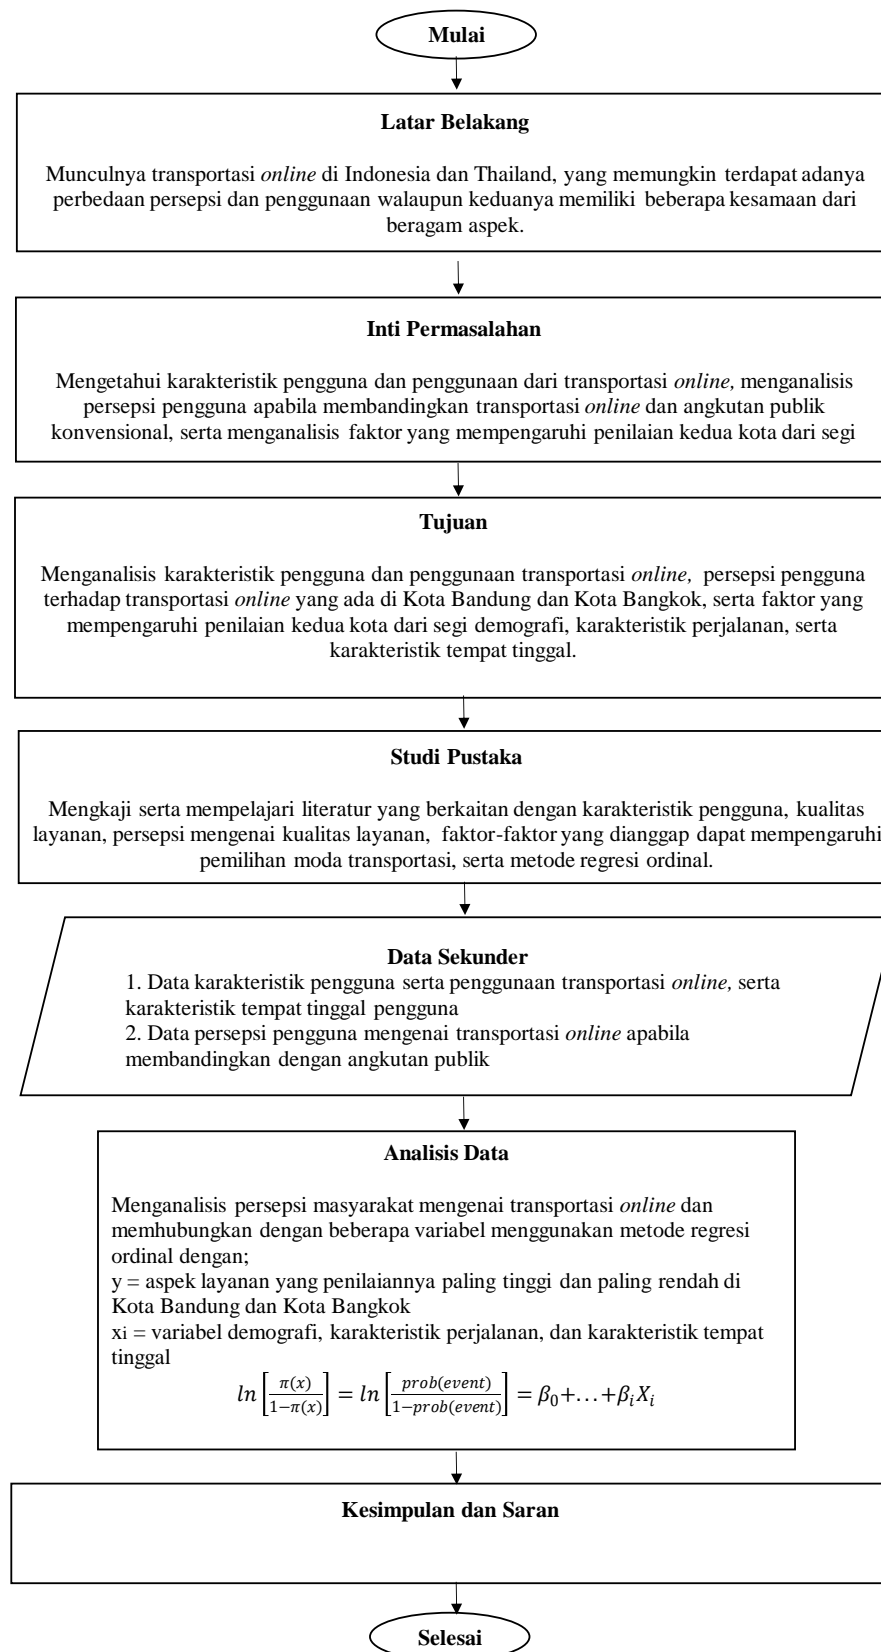 Mulai
Latar Belakang
Munculnya transportasi online di Indonesia dan Thailand, yang memungkin terdapat adanya
perbedaan persepsi dan penggunaan walaupun keduanya memiliki beberapa kesamaan dari
beragam aspek.
Inti Permasalahan
Mengetahui karakteristik pengguna dan penggunaan dari transportasi online, menganalisis
persepsi pengguna apabila membandingkan transportasi online dan angkutan publik
konvensional, serta menganalisis faktor yang mempengaruhi penilaian kedua kota dari segi
Tujuan
Menganalisis karakteristik pengguna dan penggunaan transportasi online, persepsi pengguna
terhadap transportasi online yang ada di Kota Bandung dan Kota Bangkok, serta faktor yang
mempengaruhi penilaian kedua kota dari segi demografi, karakteristik perjalanan, serta
karakteristik tempat tinggal.
Studi Pustaka
Mengkaji serta mempelajari literatur yang berkaitan dengan karakteristik pengguna, kualitas
layanan, persepsi mengenai kualitas layanan, faktor-faktor yang dianggap dapat mempengaruhi
pemilihan moda transportasi, serta metode regresi ordinal.
Data Sekunder
1. Data karakteristik pengguna serta penggunaan transportasi online, serta
karakteristik tempat tinggal pengguna
2. Data persepsi pengguna mengenai transportasi online apabila
membandingkan dengan angkutan publik
Analisis Data
Menganalisis persepsi masyarakat mengenai transportasi online dan
memhubungkan dengan beberapa variabel menggunakan metode regresi
ordinal dengan;
y = aspek layanan yang penilaiannya paling tinggi dan paling rendah di
Kota Bandung dan Kota Bangkok
xi = variabel demografi, karakteristik perjalanan, dan karakteristik tempat
tinggal
ln [π(x)/(1−π(x))] = ln [prob(event)/(1−prob(event))] = β₀+...+βᵢXᵢ
Kesimpulan dan Saran
Selesai